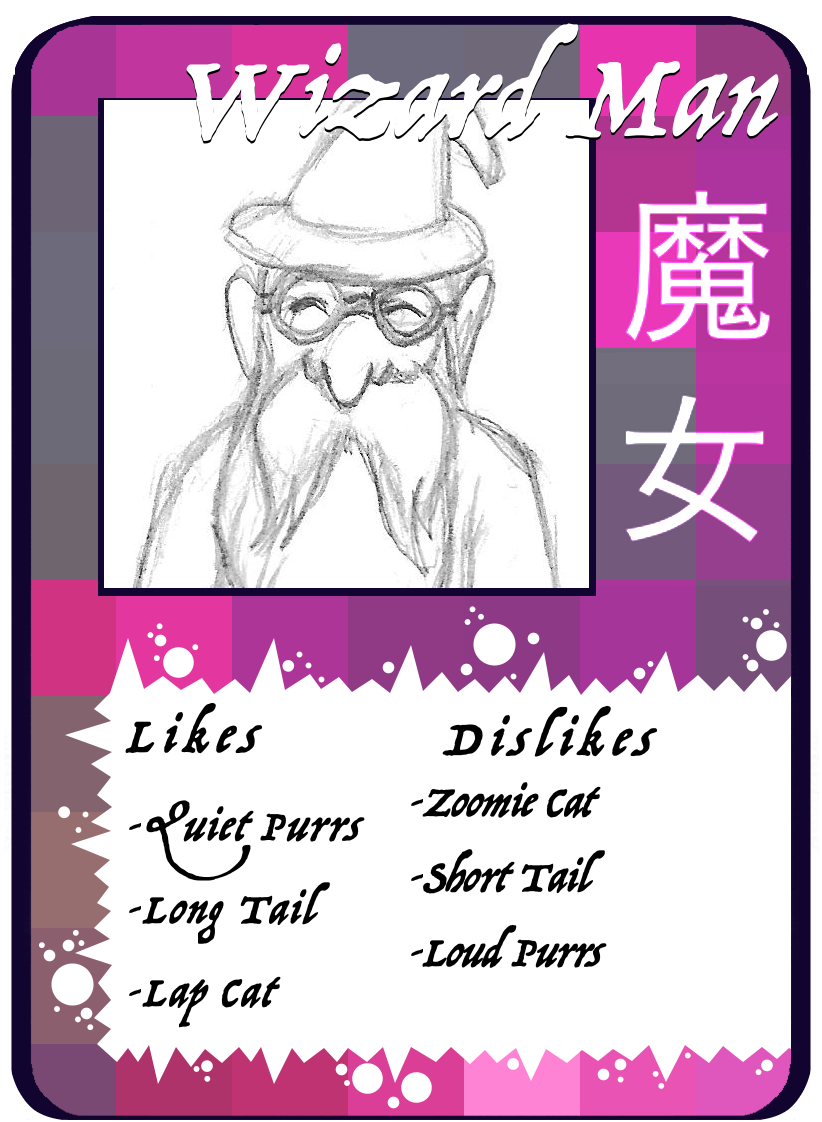 Wizard Man
魔女
Likes
-Quiet Purrs
-Long Tail
-Lap Cat
Dislikes
-Zoomie Cat
-Short Tail
-Loud Purrs